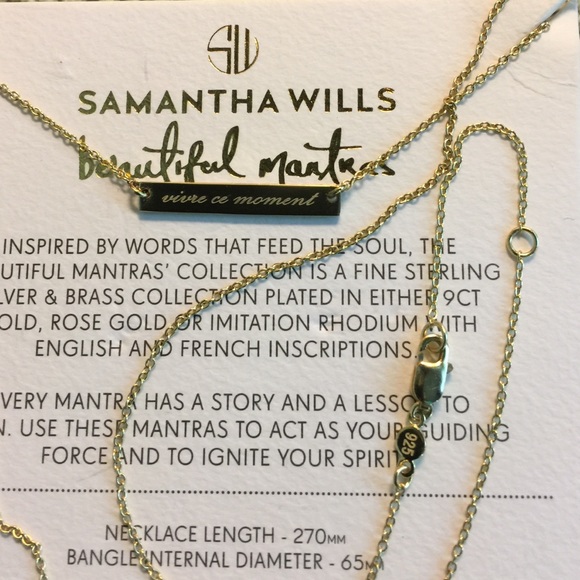 SW
SAMANTHA WILLS
beautiful mantras
vivre ce moment
INSPIRED BY WORDS THAT FEED THE SOUL, THE
UTIFUL MANTRAS' COLLECTION IS A FINE STERLING
LVER & BRASS COLLECTION PLATED IN EITHER 9CT
OLD, ROSE GOLD OR IMITATION RHODIUM WITH
ENGLISH AND FRENCH INSCRIPTIONS.
VERY MANTRA HAS A STORY AND A LESSON TO
N. USE THESE MANTRAS TO ACT AS YOUR GUIDING
FORCE AND TO IGNITE YOUR SPIRIT
925
NECKLACE LENGTH - 270MM
BANGLE INTERNAL DIAMETER - 65M